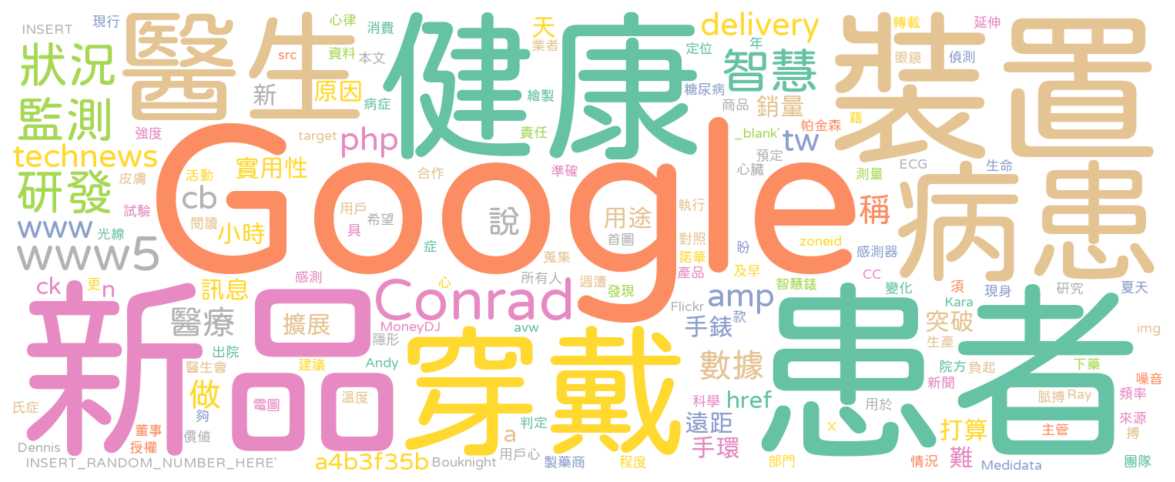 INSERT
現行
醫生
心律
消費
健康
delivery
天
業者
轉載
延伸
裝置
狀況
src
資料
本文
定位
年
智慧
眼鏡
偵測
監測
新
原因
病症
繪製
糖尿病
商品
銷量
藉
強度
target
php
責任
_blank'
tw
帕金森
technews
實用性
合作
準確
預定
心臟
ECG
生命
病患
研發
皮膚
活動
cb
Google
測量
試驗
閱讀
用戶
希望
說
用途
執行
稱
www
光線
小時
具
首圖
對照
zoneid
感測器
www5
症
蒐集
諾華
盼
ck
更
n
訊息
感測
心
所有人
週遭
產品
及早
智慧錶
CC
變化
須
現身
研究
夏天
新品
Conrad
發現
Flickr
amp
款
Kara
醫療
擴展
MoneyDJ
avw
手錶
突破
img
出院
隱形
穿戴
患者
生產
醫生會
建議
Andy
數據
院方
負起
下藥
噪音
做
溫度
科學
href
新聞
頻率
氏症
夠
電圖
用於
脈搏
Ray
董事
價值
判定
遠距
x
打算
主管
來源
搏
Dennis
授權
a
用戶心
手環
難
INSERT_RANDOM_NUMBER_HERE'
a4b3f35b
Bouknight
製藥商
程度
部門
情況
Medidata
團隊